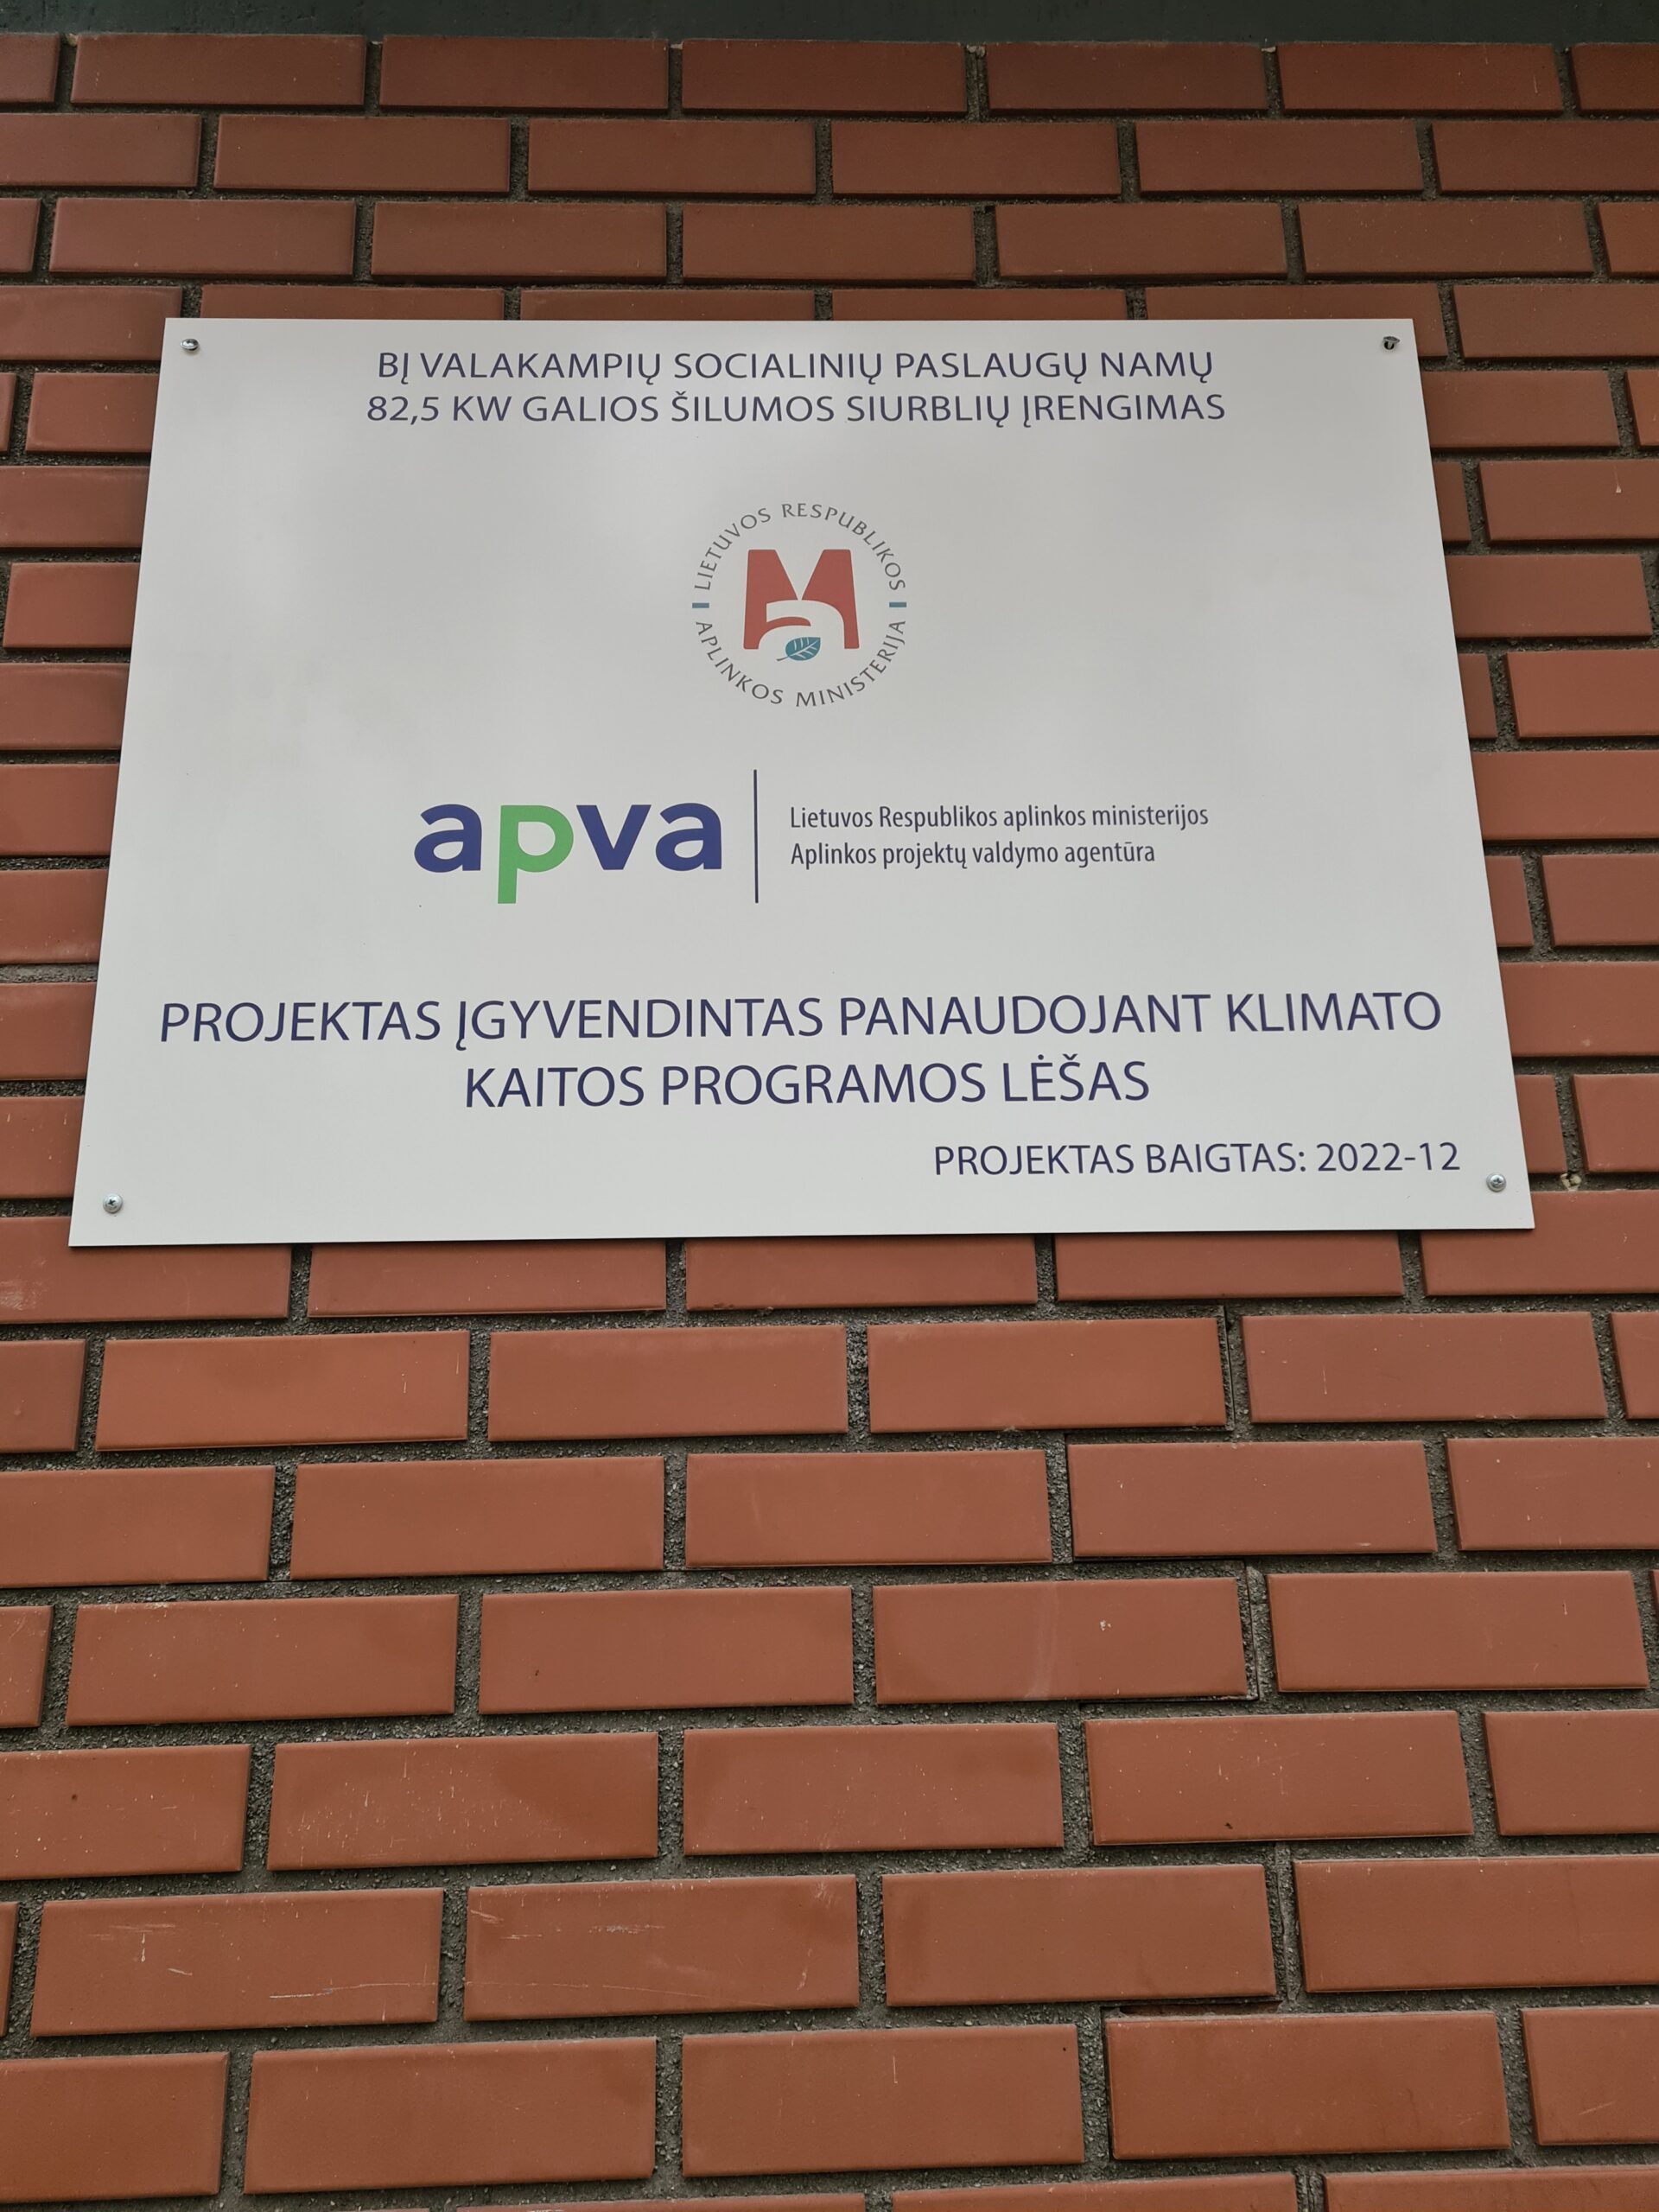 BĮ VALAKAMPIŲ SOCIALINIŲ PASLAUGŲ NAMŲ
82,5 KW GALIOS ŠILUMOS SIURBLIŲ ĮRENGIMAS
LIETUVOS RESPUBLIKOS
APLINKOS MINISTERIJA
Ma
apva
Lietuvos Respublikos aplinkos ministerijos
Aplinkos projektų valdymo agentūra
PROJEKTAS ĮGYVENDINTAS PANAUDOJANT KLIMATO
KAITOS PROGRAMOS LĖŠAS
PROJEKTAS BAIGTAS: 2022-12